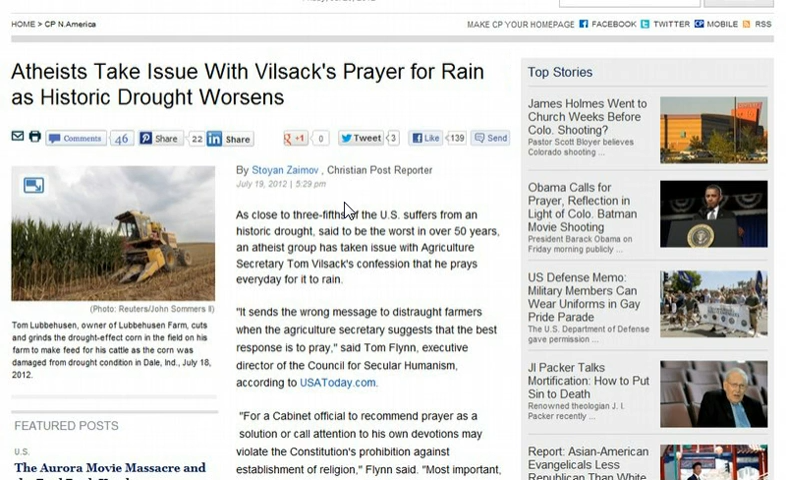 HOME > CP N.America
MAKE CP YOUR HOMEPAGE FACEBOOK TWITTER CP MOBILE RSS
Atheists Take Issue With Vilsack's Prayer for Rain
as Historic Drought Worsens
Comments 46 Share 22 Share +1 0 Tweet 3 Like 139 Send
(Photo: Reuters/John Sommers II)
Tom Lubbehusen, owner of Lubbehusen Farm, cuts
and grinds the drought-effect corn in the field on his
farm to make feed for his cattle as the corn was
damaged from drought condition in Dale, Ind., July 18,
2012.
FEATURED POSTS
U.S.
The Aurora Movie Massacre and
By Stoyan Zaimov , Christian Post Reporter
July 19, 2012 | 5:29 pm
As close to three-fifths of the U.S. suffers from an
historic drought, said to be the worst in over 50 years,
an atheist group has taken issue with Agriculture
Secretary Tom Vilsack's confession that he prays
everyday for it to rain.
"It sends the wrong message to distraught farmers
when the agriculture secretary suggests that the best
response is to pray," said Tom Flynn, executive
director of the Council for Secular Humanism,
according to USAToday.com.
"For a Cabinet official to recommend prayer as a
solution or call attention to his own devotions may
violate the Constitution's prohibition against
establishment of religion," Flynn said. "Most important,
Top Stories
James Holmes Went to
Church Weeks Before
Colo. Shooting?
Pastor Scott Bloyer believes
Colorado shooting ...
Obama Calls for
Prayer, Reflection in
Light of Colo. Batman
Movie Shooting
President Barack Obama on
Friday morning publicly ...
US Defense Memo:
Military Members Can
Wear Uniforms in Gay
Pride Parade
The U.S. Department of Defense
gave permission ...
JI Packer Talks
Mortification: How to Put
Sin to Death
Renowned theologian J. I.
Packer recently ...
Report: Asian-American
Evangelicals Less
Republican Than White